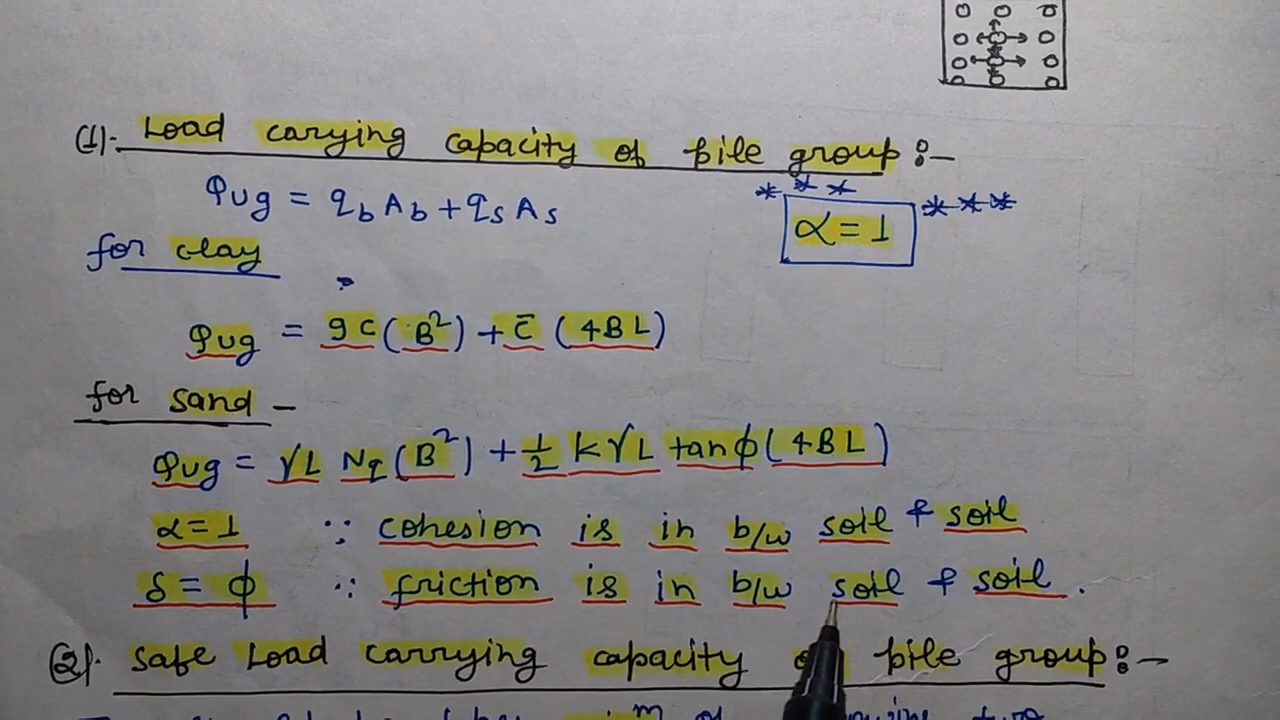 (1). Load carying capacity of pile group :-
Qug = qb Ab + qs As
*** α = 1 ***
for clay
Qug = 9c (B²) + c̄ (4BL)
for sand -
Qug = γL Nq (B²) + 1/2 KγL tanϕ (4BL)
α = 1 ∵ cohesion is in b/w soil & soil
δ = ϕ ∵ friction is in b/w soil & soil.
(2). Safe Load carrying capacity of pile group :-